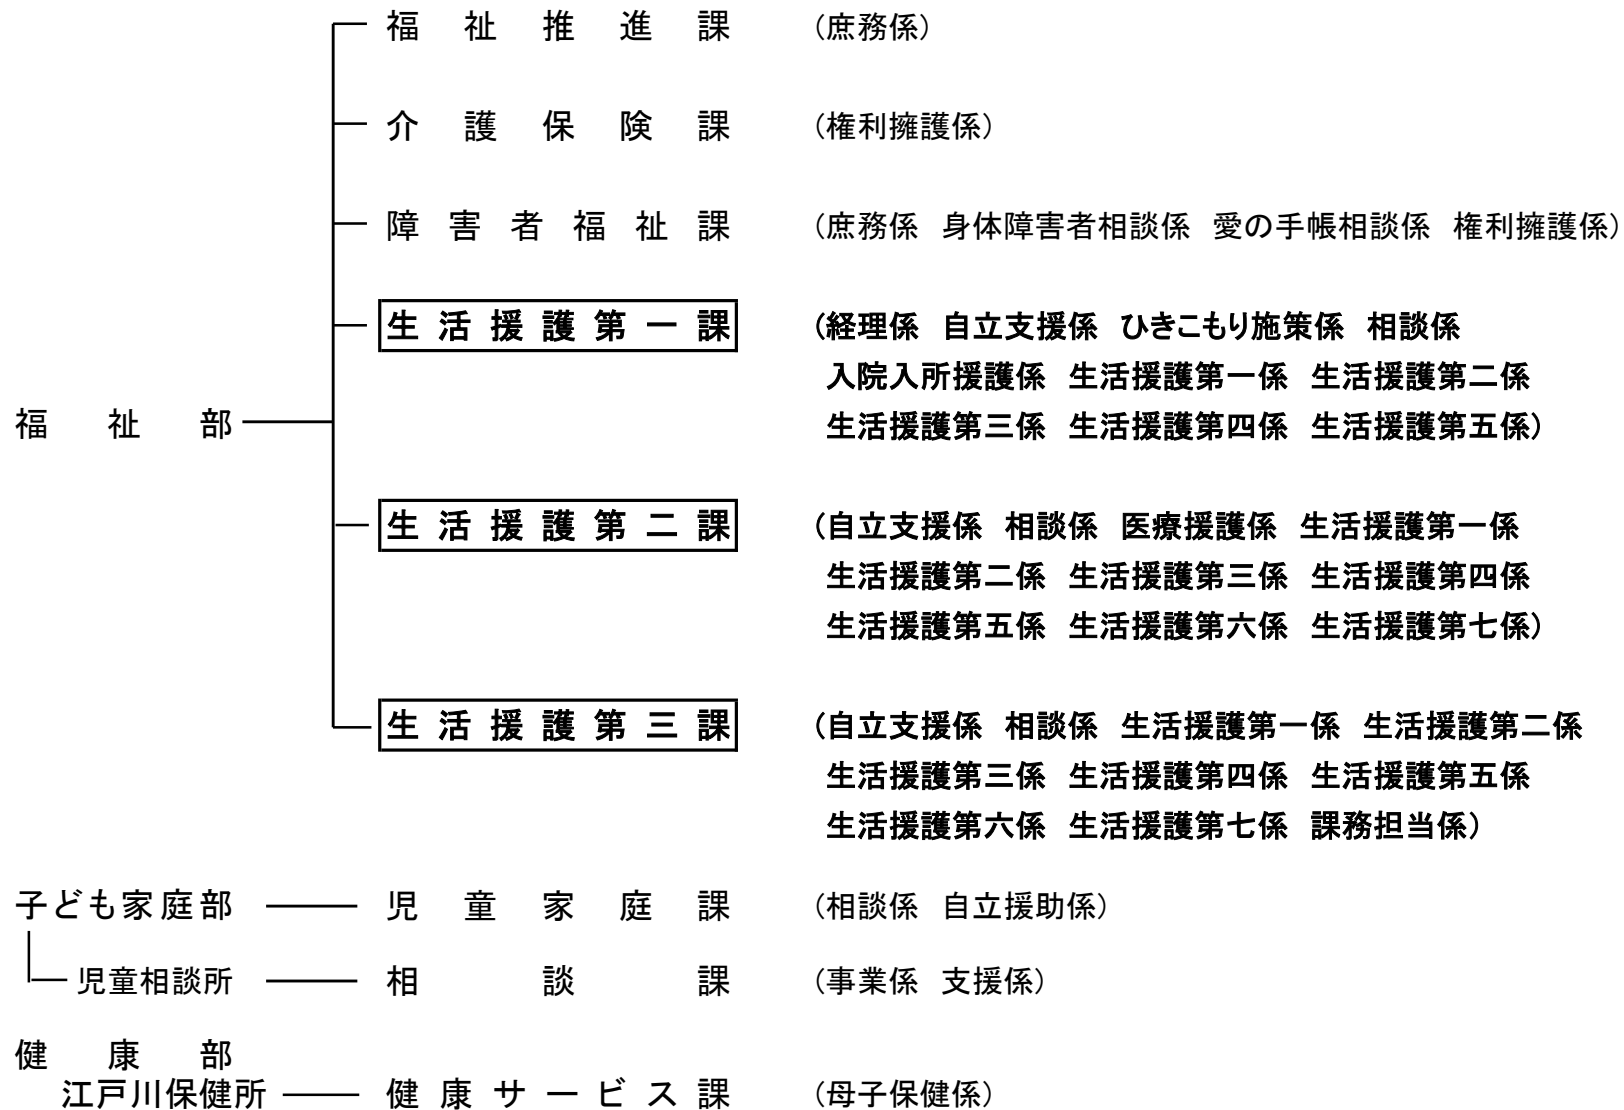 福祉推進課 （庶務係）
介護保険課 （権利擁護係）
障害者福祉課 （庶務係 身体障害者相談係 愛の手帳相談係 権利擁護係）
生活援護第一課 （経理係 自立支援係 ひきこもり施策係 相談係
入院入所援護係 生活援護第一係 生活援護第二係
福祉部 生活援護第三係 生活援護第四係 生活援護第五係）
生活援護第二課 （自立支援係 相談係 医療援護係 生活援護第一係
生活援護第二係 生活援護第三係 生活援護第四係
生活援護第五係 生活援護第六係 生活援護第七係）
生活援護第三課 （自立支援係 相談係 生活援護第一係 生活援護第二係
生活援護第三係 生活援護第四係 生活援護第五係
生活援護第六係 生活援護第七係 課務担当係）
子ども家庭部 児童家庭課 （相談係 自立援助係）
児童相談所 相談課 （事業係 支援係）
健康部
江戸川保健所 健康サービス課 （母子保健係）